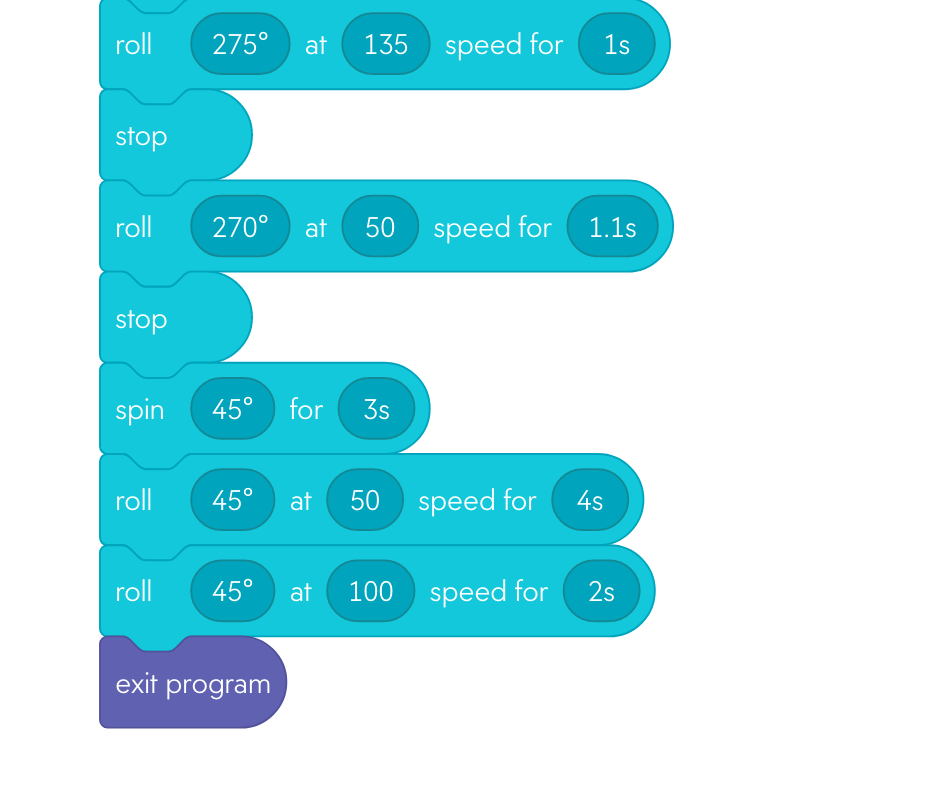 roll 275° at 135 speed for 1s
stop
roll 270° at 50 speed for 1.1s
stop
spin 45° for 3s
roll 45° at 50 speed for 4s
roll 45° at 100 speed for 2s
exit program